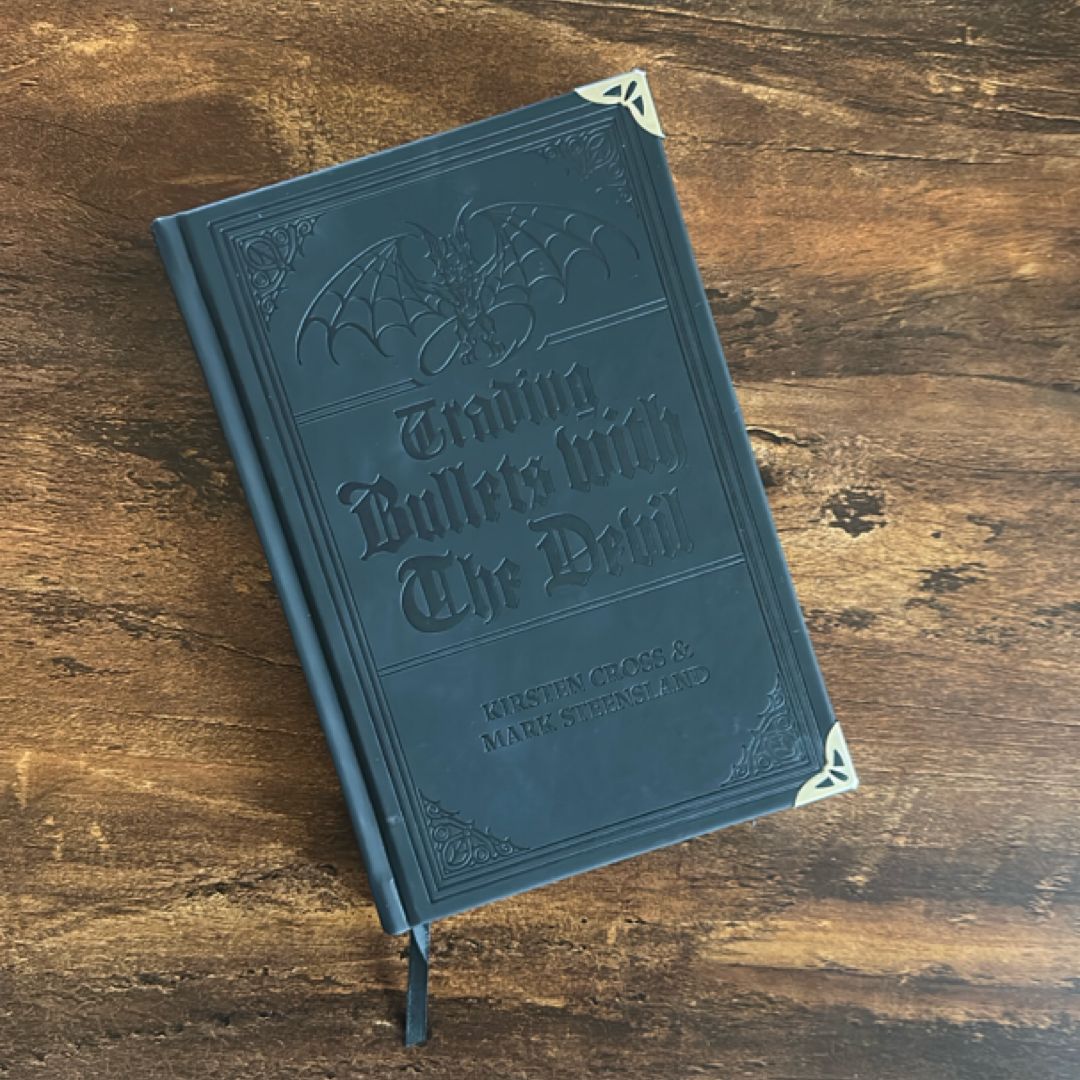 Trading
Bullets with
The Devil
KIRSTEN CROSS &
MARK STEENSLAND